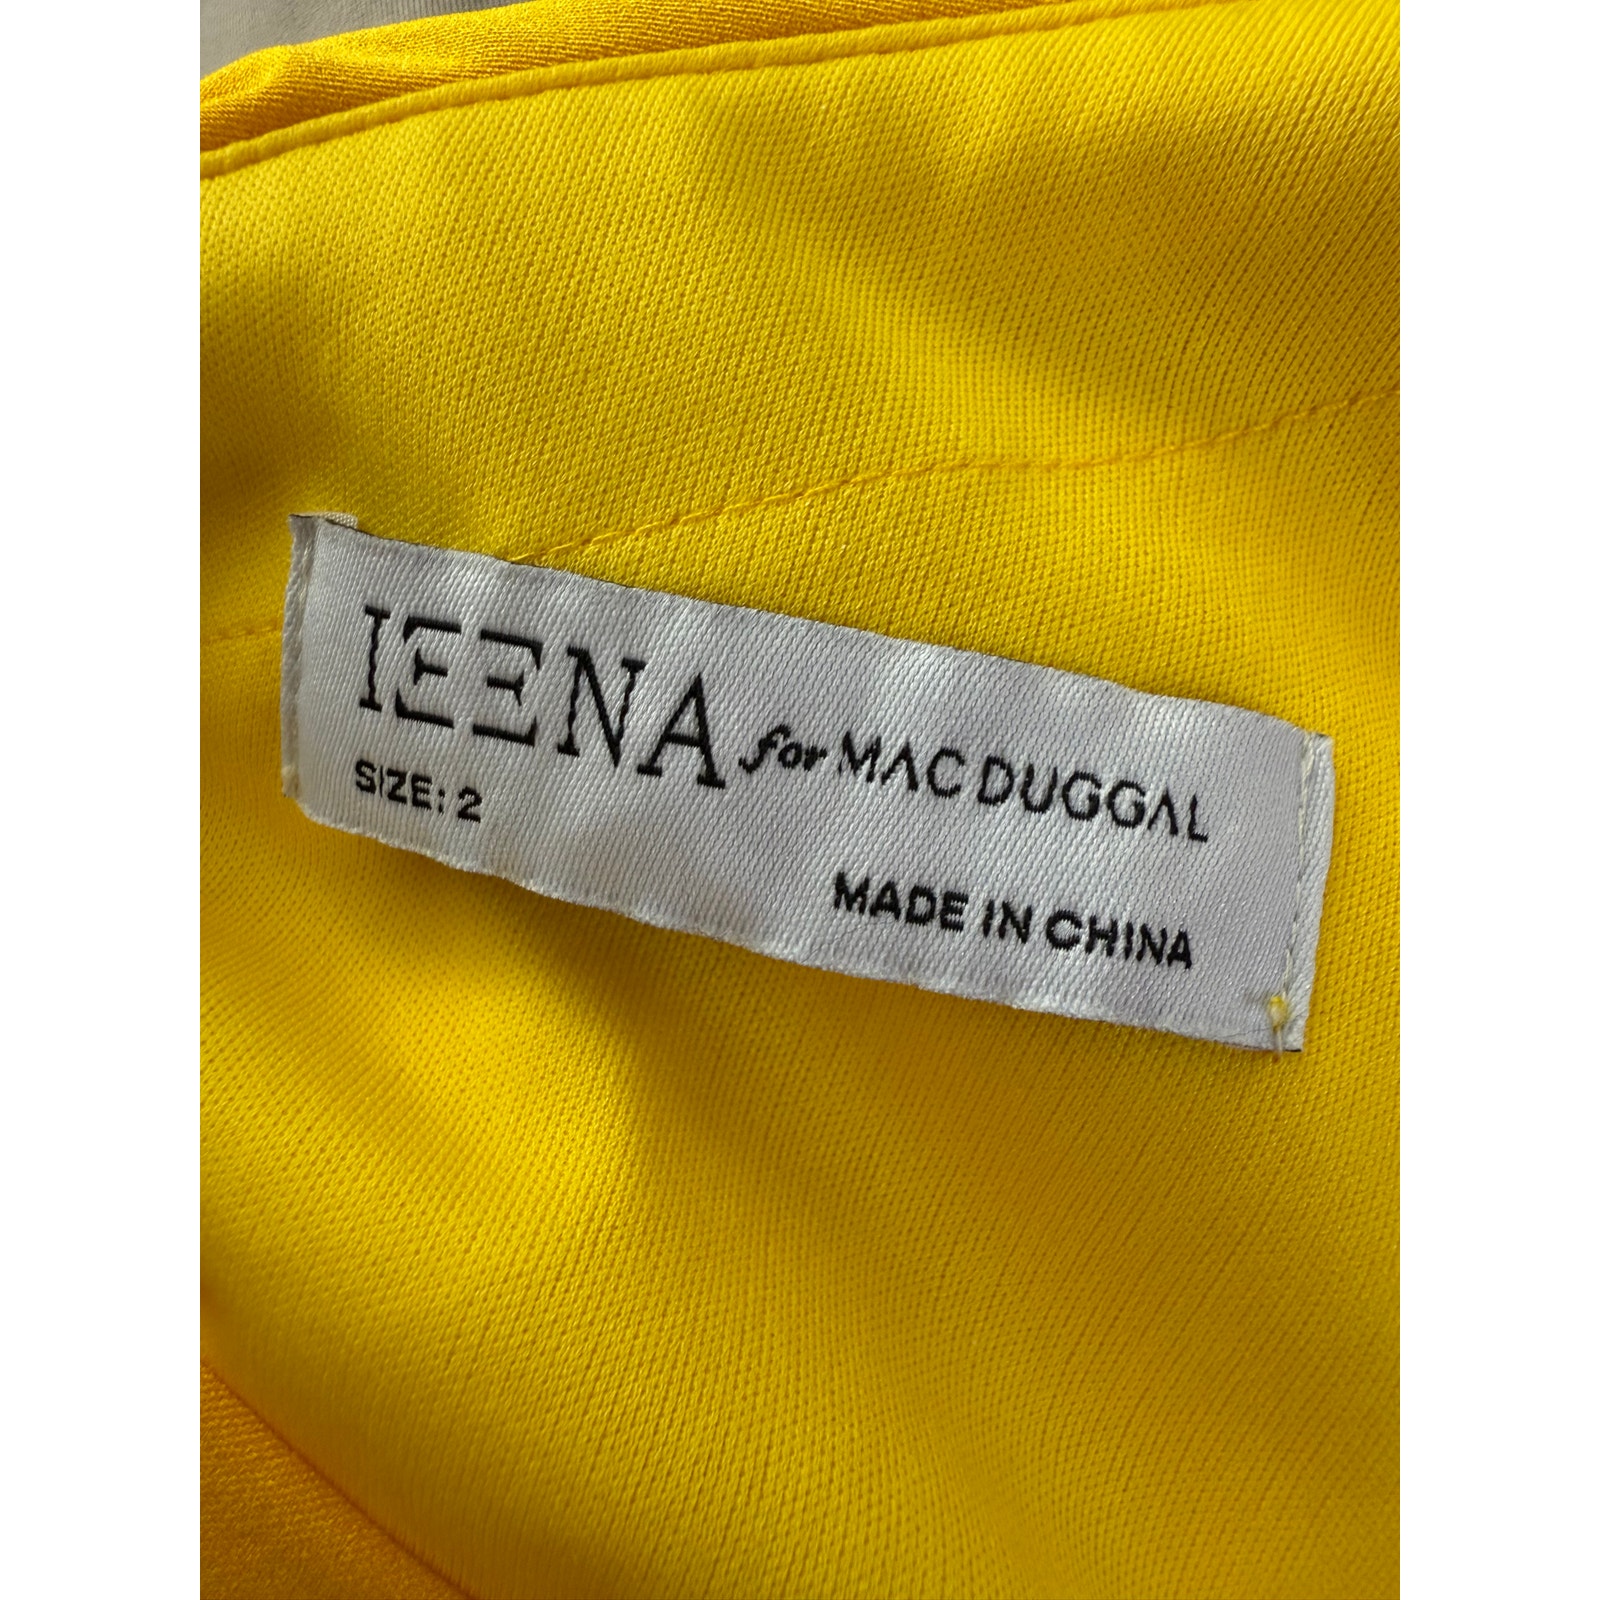 IEENA for MAC DUGGAL
SIZE: 2
MADE IN CHINA